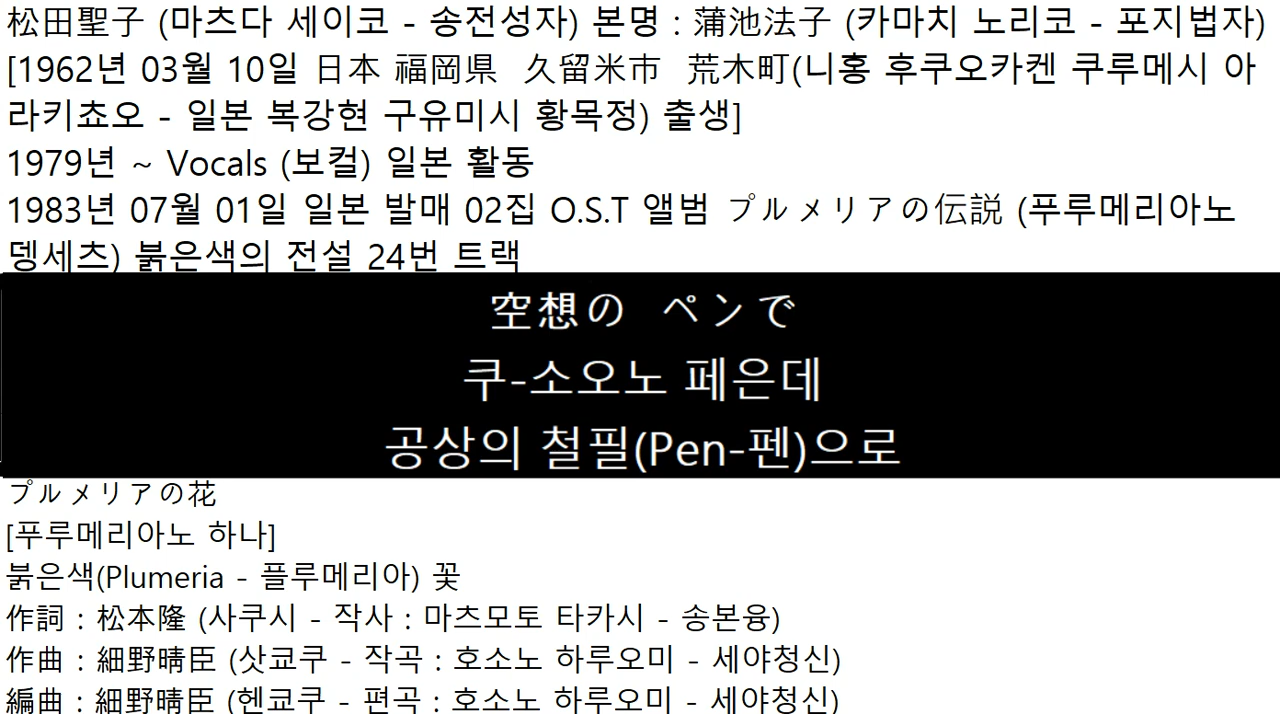 松田聖子 (마츠다 세이코 - 송전성자) 본명 : 蒲池法子 (카마치 노리코 - 포지법자)
[1962년 03월 10일 日本 福岡県 久留米市 荒木町(니홍 후쿠오카켄 쿠루메시 아
라키쵸오 - 일본 복강현 구유미시 황목정) 출생]
1979년 ~ Vocals (보컬) 일본 활동
1983년 07월 01일 일본 발매 02집 O.S.T 앨범 プルメリアの伝説 (푸루메리아노
뎅세츠) 붉은색의 전설 24번 트랙
空想の ペンで
쿠-소오노 페은데
공상의 철필(Pen-펜)으로
プルメリアの花
[푸루메리아노 하나]
붉은색(Plumeria - 플루메리아) 꽃
作詞 : 松本隆 (사쿠시 - 작사 : 마츠모토 타카시 - 송본융)
作曲 : 細野晴臣 (삿쿄쿠 - 작곡 : 호소노 하루오미 - 세야청신)
編曲 : 細野晴臣 (헨쿄쿠 - 편곡 : 호소노 하루오미 - 세야청신)